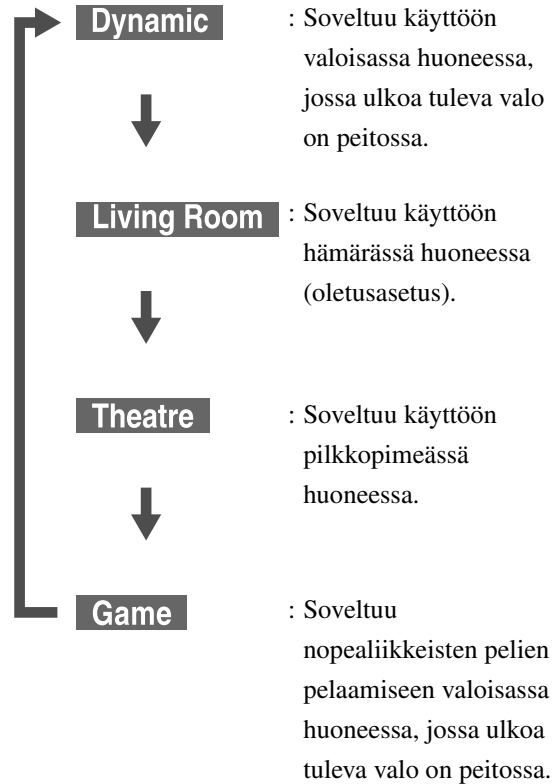 Dynamic : Soveltuu käyttöön
valoisassa huoneessa,
jossa ulkoa tuleva valo
on peitossa.
Living Room : Soveltuu käyttöön
hämärässä huoneessa
(oletusasetus).
Theatre : Soveltuu käyttöön
pilkkopimeässä
huoneessa.
Game : Soveltuu
nopealiikkeisten pelien
pelaamiseen valoisassa
huoneessa, jossa ulkoa
tuleva valo on peitossa.